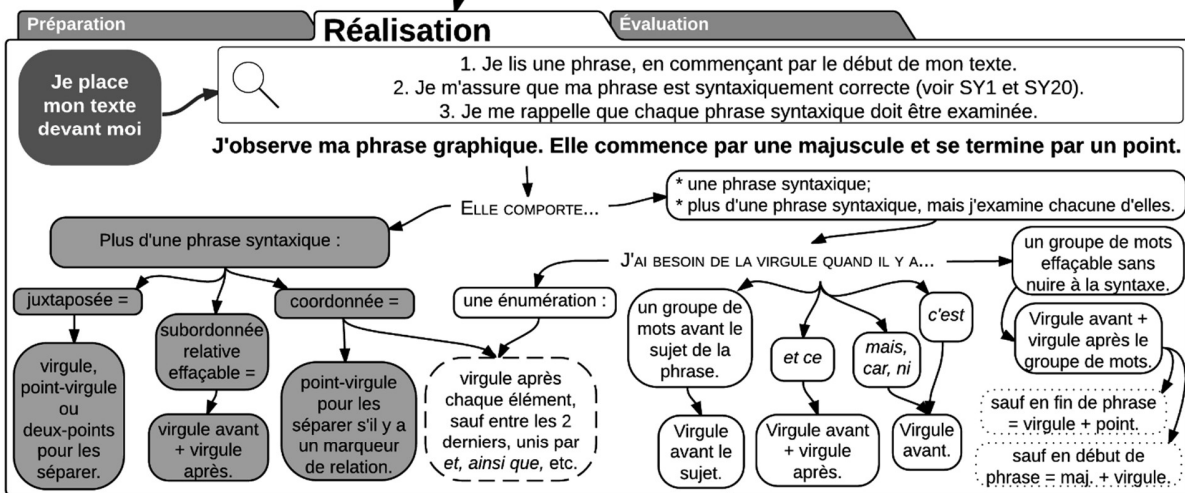 Préparation
Réalisation
Évaluation
Je place
mon texte
devant moi
1. Je lis une phrase, en commençant par le début de mon texte.
2. Je m'assure que ma phrase est syntaxiquement correcte (voir SY1 et SY20).
3. Je me rappelle que chaque phrase syntaxique doit être examinée.
J'observe ma phrase graphique. Elle commence par une majuscule et se termine par un point.
ELLE COMPORTE...
* une phrase syntaxique;
* plus d'une phrase syntaxique, mais j'examine chacune d'elles.
Plus d'une phrase syntaxique :
juxtaposée =
virgule,
point-virgule
ou
deux-points
pour les
séparer.
subordonnée
relative
effaçable =
virgule avant
+ virgule
après.
coordonnée =
point-virgule
pour les
séparer s'il y a
un marqueur
de relation.
J'AI BESOIN DE LA VIRGULE QUAND IL Y A...
une énumération :
virgule après
chaque élément,
sauf entre les 2
derniers, unis par
et, ainsi que, etc.
un groupe de
mots avant le
sujet de la
phrase.
Virgule
avant le
sujet.
et ce
Virgule avant
+ virgule
après.
mais,
car, ni
c'est
Virgule
avant.
un groupe de mots
effaçable sans
nuire à la syntaxe.
Virgule avant +
virgule après le
groupe de mots.
sauf en fin de phrase
= virgule + point.
sauf en début de
phrase = maj. + virgule.